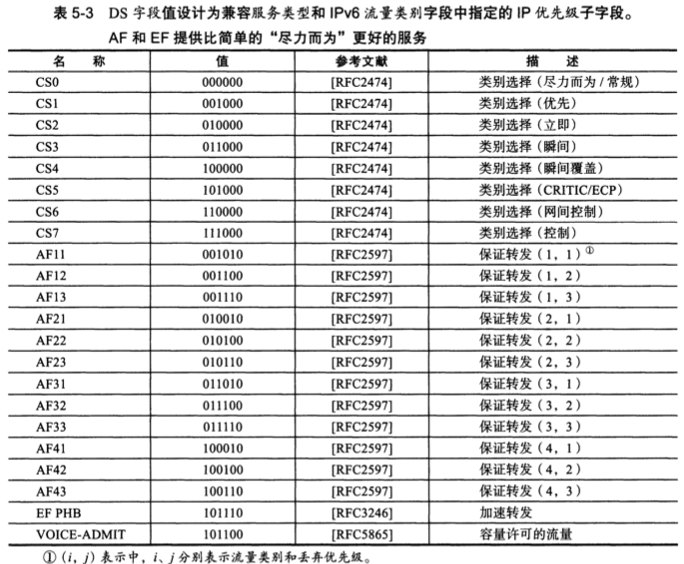 表 5-3 DS 字段值设计为兼容服务类型和 IPv6 流量类别字段中指定的 IP 优先级子字段。
AF 和 EF 提供比简单的“尽力而为”更好的服务
名 称 值 参考文献 描 述
CS0 000000 [RFC2474] 类别选择(尽力而为/常规)
CS1 001000 [RFC2474] 类别选择(优先)
CS2 010000 [RFC2474] 类别选择(立即)
CS3 011000 [RFC2474] 类别选择(瞬间)
CS4 100000 [RFC2474] 类别选择(瞬间覆盖)
CS5 101000 [RFC2474] 类别选择(CRITIC/ECP)
CS6 110000 [RFC2474] 类别选择(网间控制)
CS7 111000 [RFC2474] 类别选择(控制)
AF11 001010 [RFC2597] 保证转发(1, 1)①
AF12 001100 [RFC2597] 保证转发(1, 2)
AF13 001110 [RFC2597] 保证转发(1, 3)
AF21 010010 [RFC2597] 保证转发(2, 1)
AF22 010100 [RFC2597] 保证转发(2, 2)
AF23 010110 [RFC2597] 保证转发(2, 3)
AF31 011010 [RFC2597] 保证转发(3, 1)
AF32 011100 [RFC2597] 保证转发(3, 2)
AF33 011110 [RFC2597] 保证转发(3, 3)
AF41 100010 [RFC2597] 保证转发(4, 1)
AF42 100100 [RFC2597] 保证转发(4, 2)
AF43 100110 [RFC2597] 保证转发(4, 3)
EF PHB 101110 [RFC3246] 加速转发
VOICE-ADMIT 101100 [RFC5865] 容量许可的流量
①(i, j)表示中,i、j 分别表示流量类别和丢弃优先级。